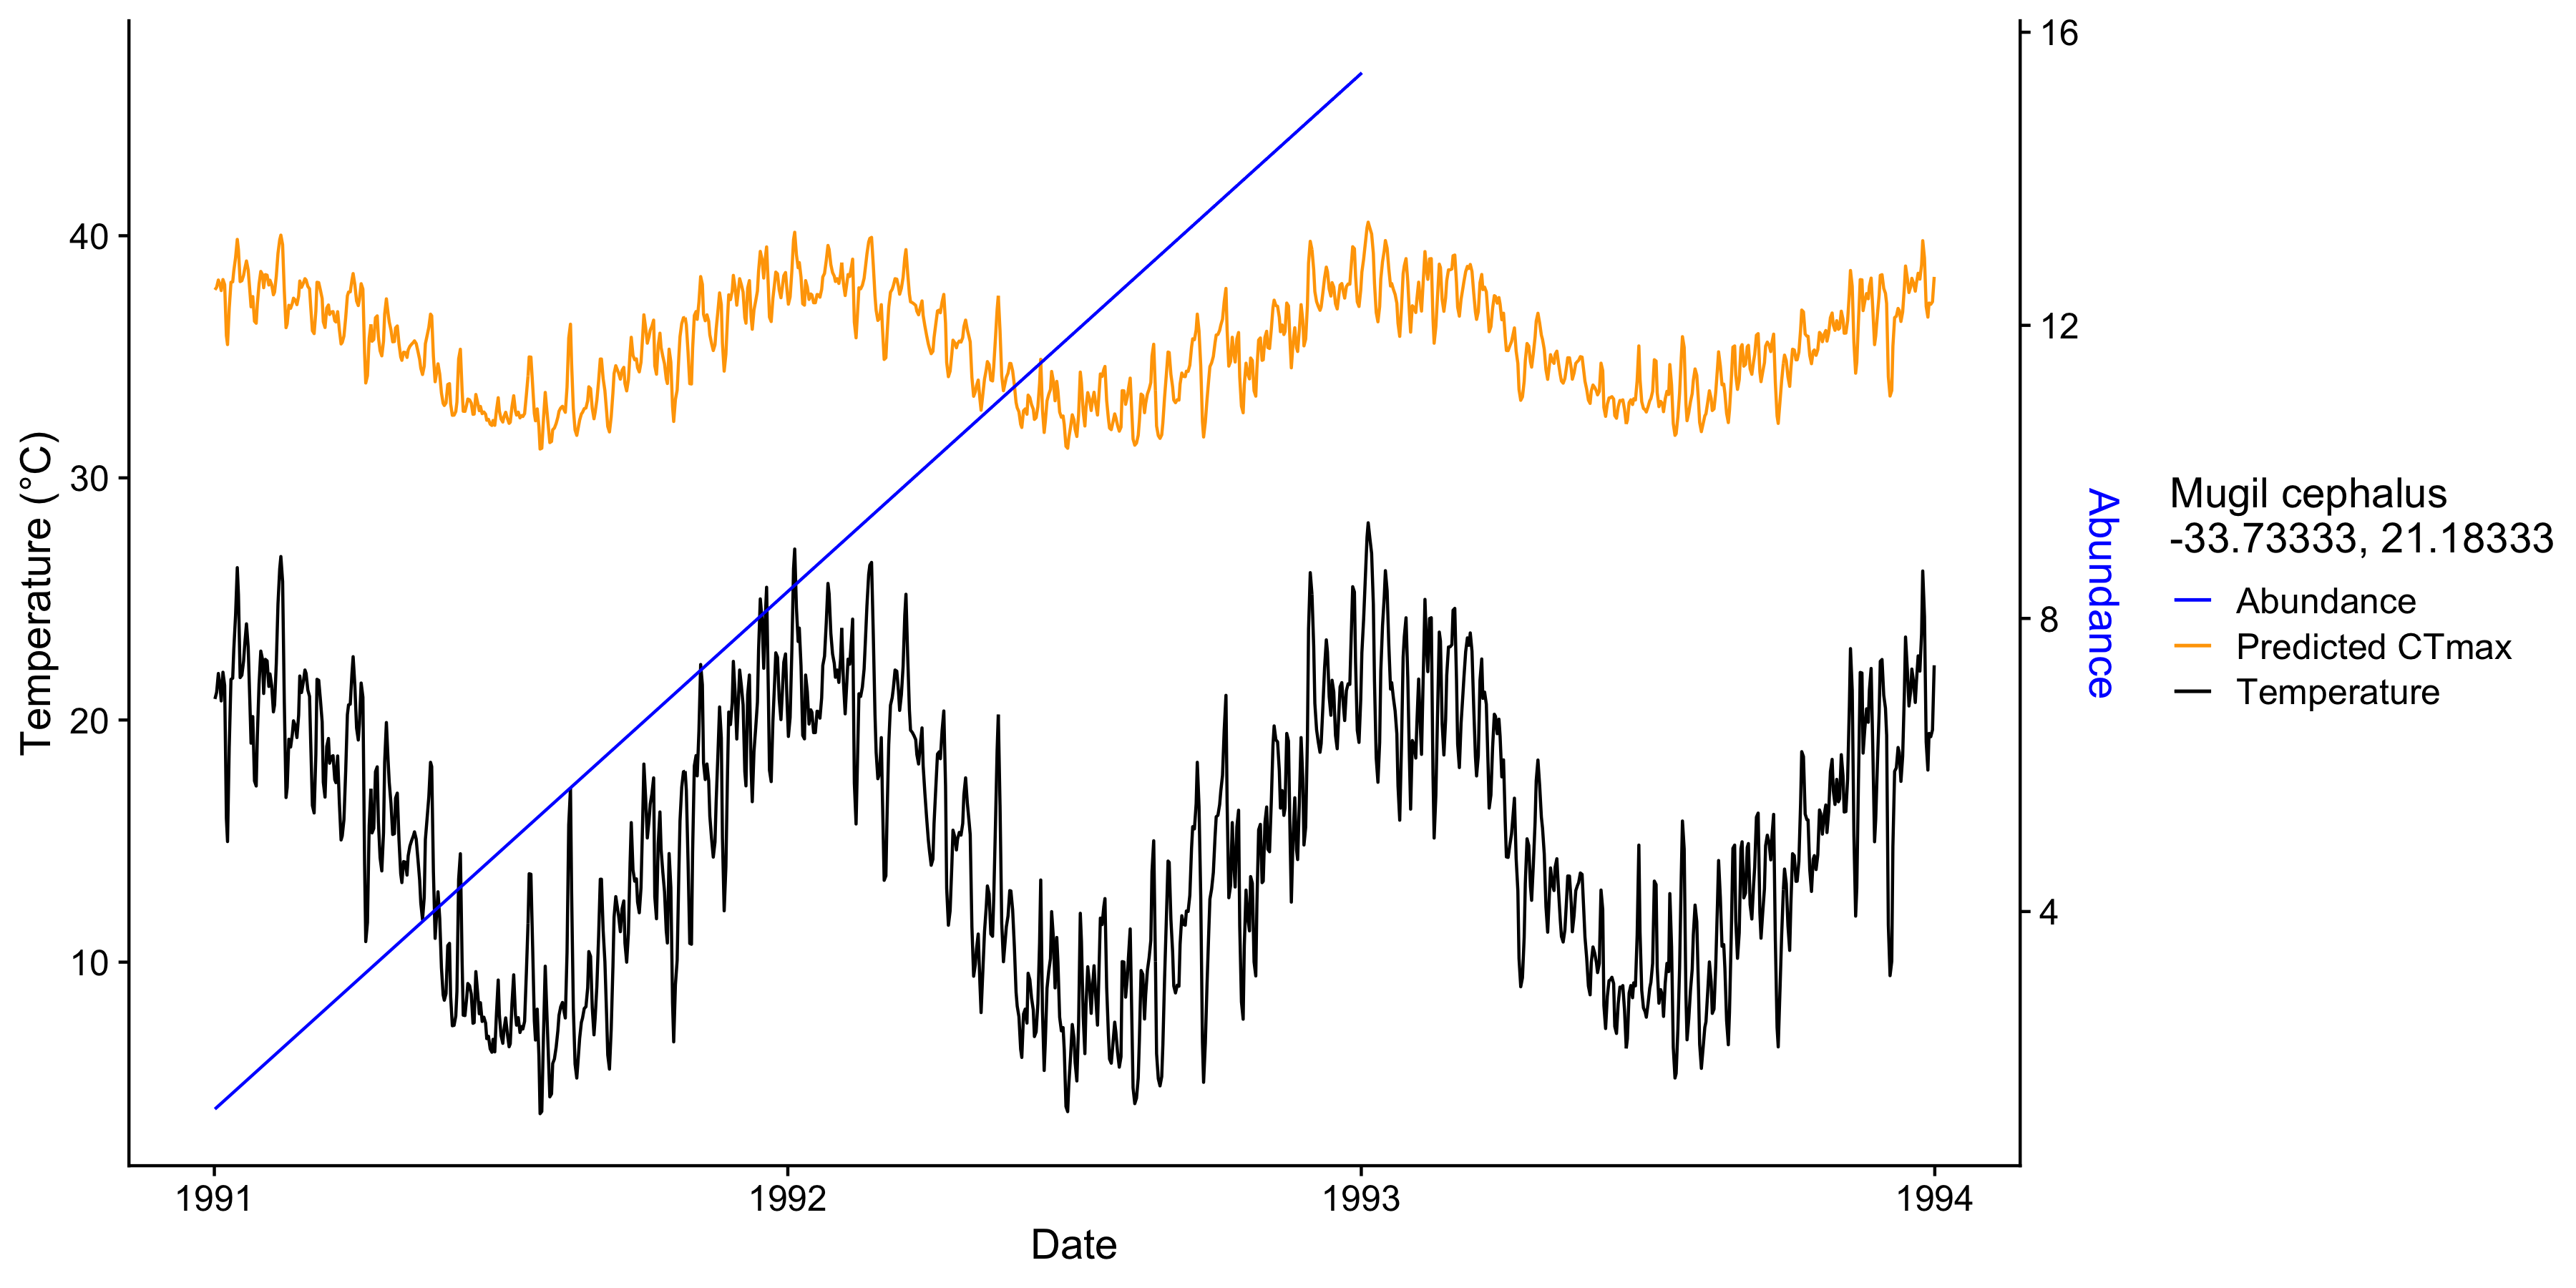 Temperature (°C)
40
30
20
10
1991
1992
1993
1994
Date
16
12
8
4
Abundance
Mugil cephalus
-33.73333, 21.18333
Abundance
Predicted CTmax
Temperature